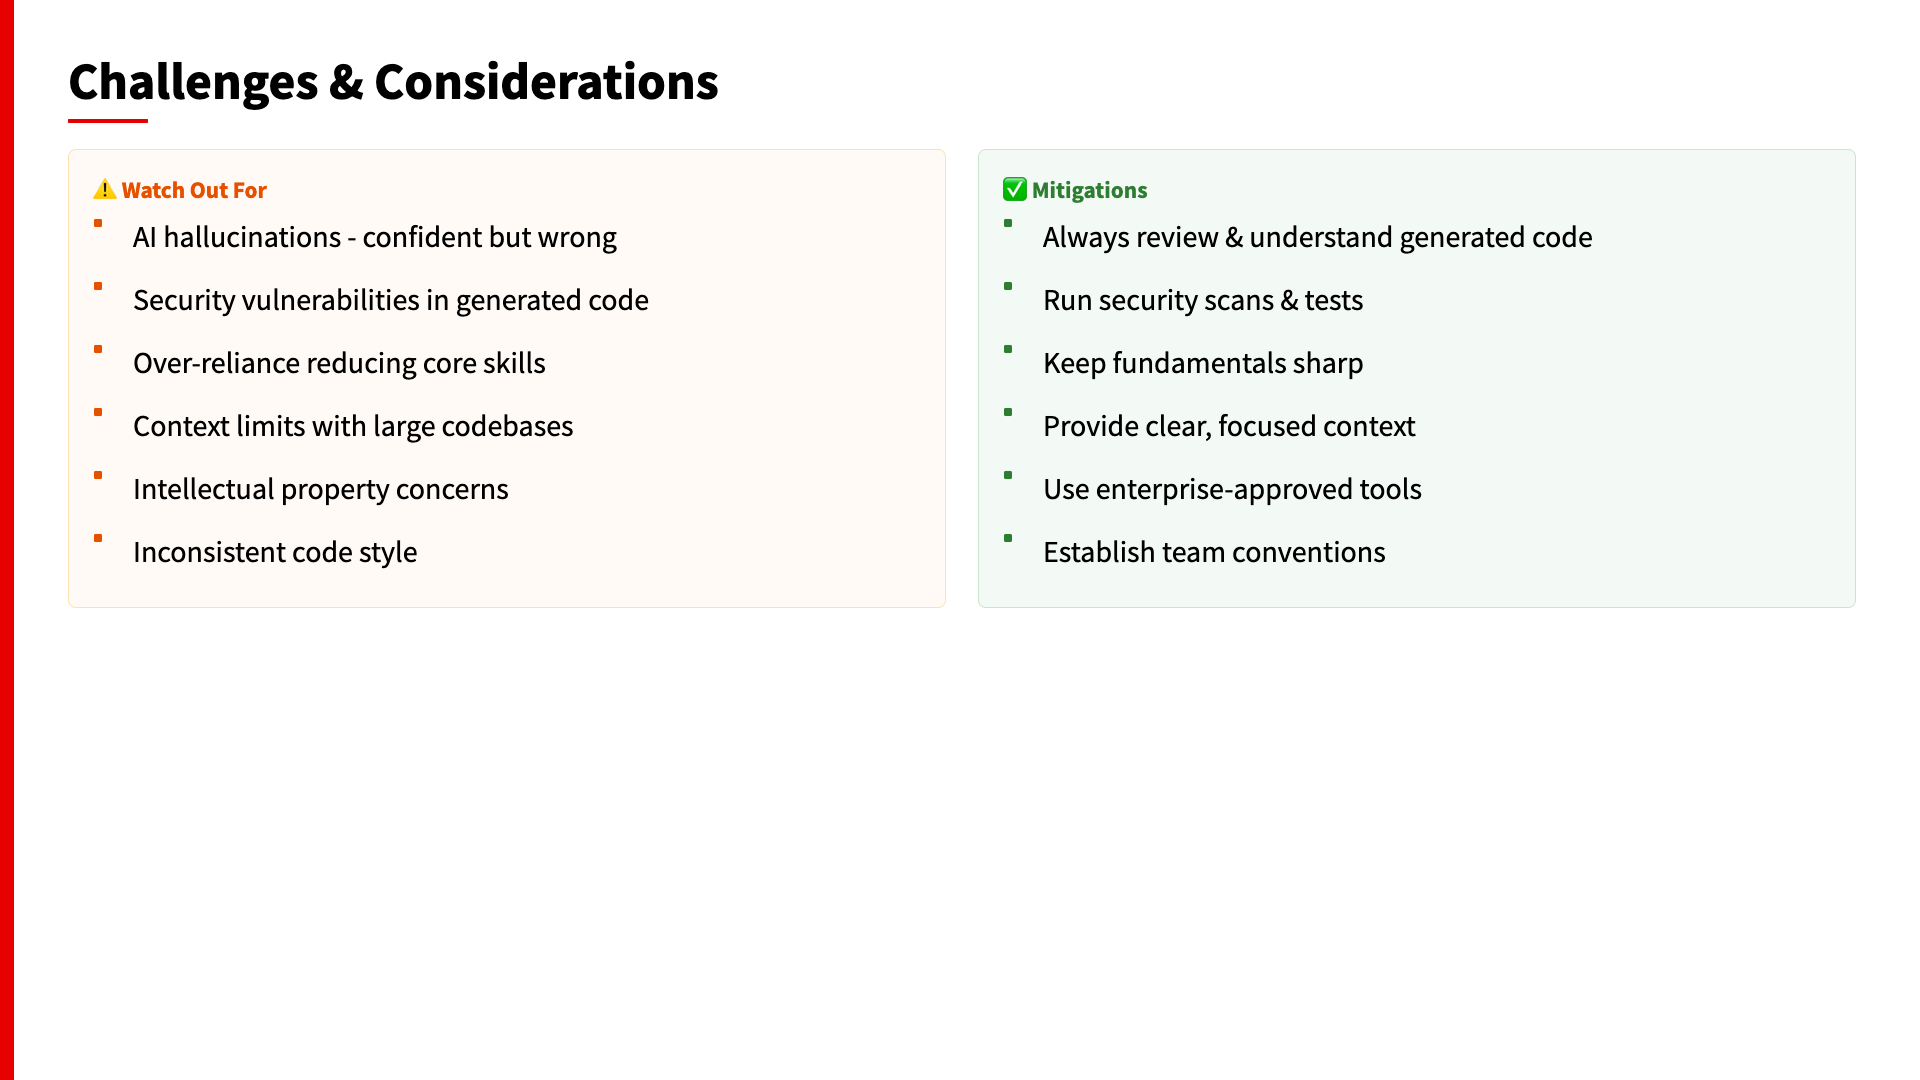 Challenges & Considerations
⚠️ Watch Out For
AI hallucinations - confident but wrong
Security vulnerabilities in generated code
Over-reliance reducing core skills
Context limits with large codebases
Intellectual property concerns
Inconsistent code style
✅ Mitigations
Always review & understand generated code
Run security scans & tests
Keep fundamentals sharp
Provide clear, focused context
Use enterprise-approved tools
Establish team conventions